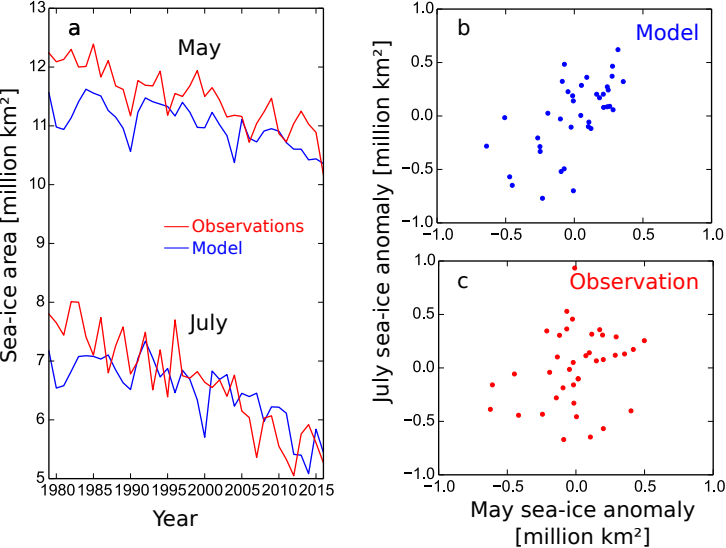 a
May
Observations
Model
July
Sea-ice area [million km²]
13
12
11
10
9
8
7
6
5
1980 1985 1990 1995 2000 2005 2010 2015
Year
b
Model
1.0
0.5
0.0
−0.5
−1.0
−1.0 −0.5 0.0 0.5 1.0
July sea-ice anomaly [million km²]
c
Observation
1.0
0.5
0.0
−0.5
−1.0
−1.0 −0.5 0.0 0.5 1.0
May sea-ice anomaly
[million km²]